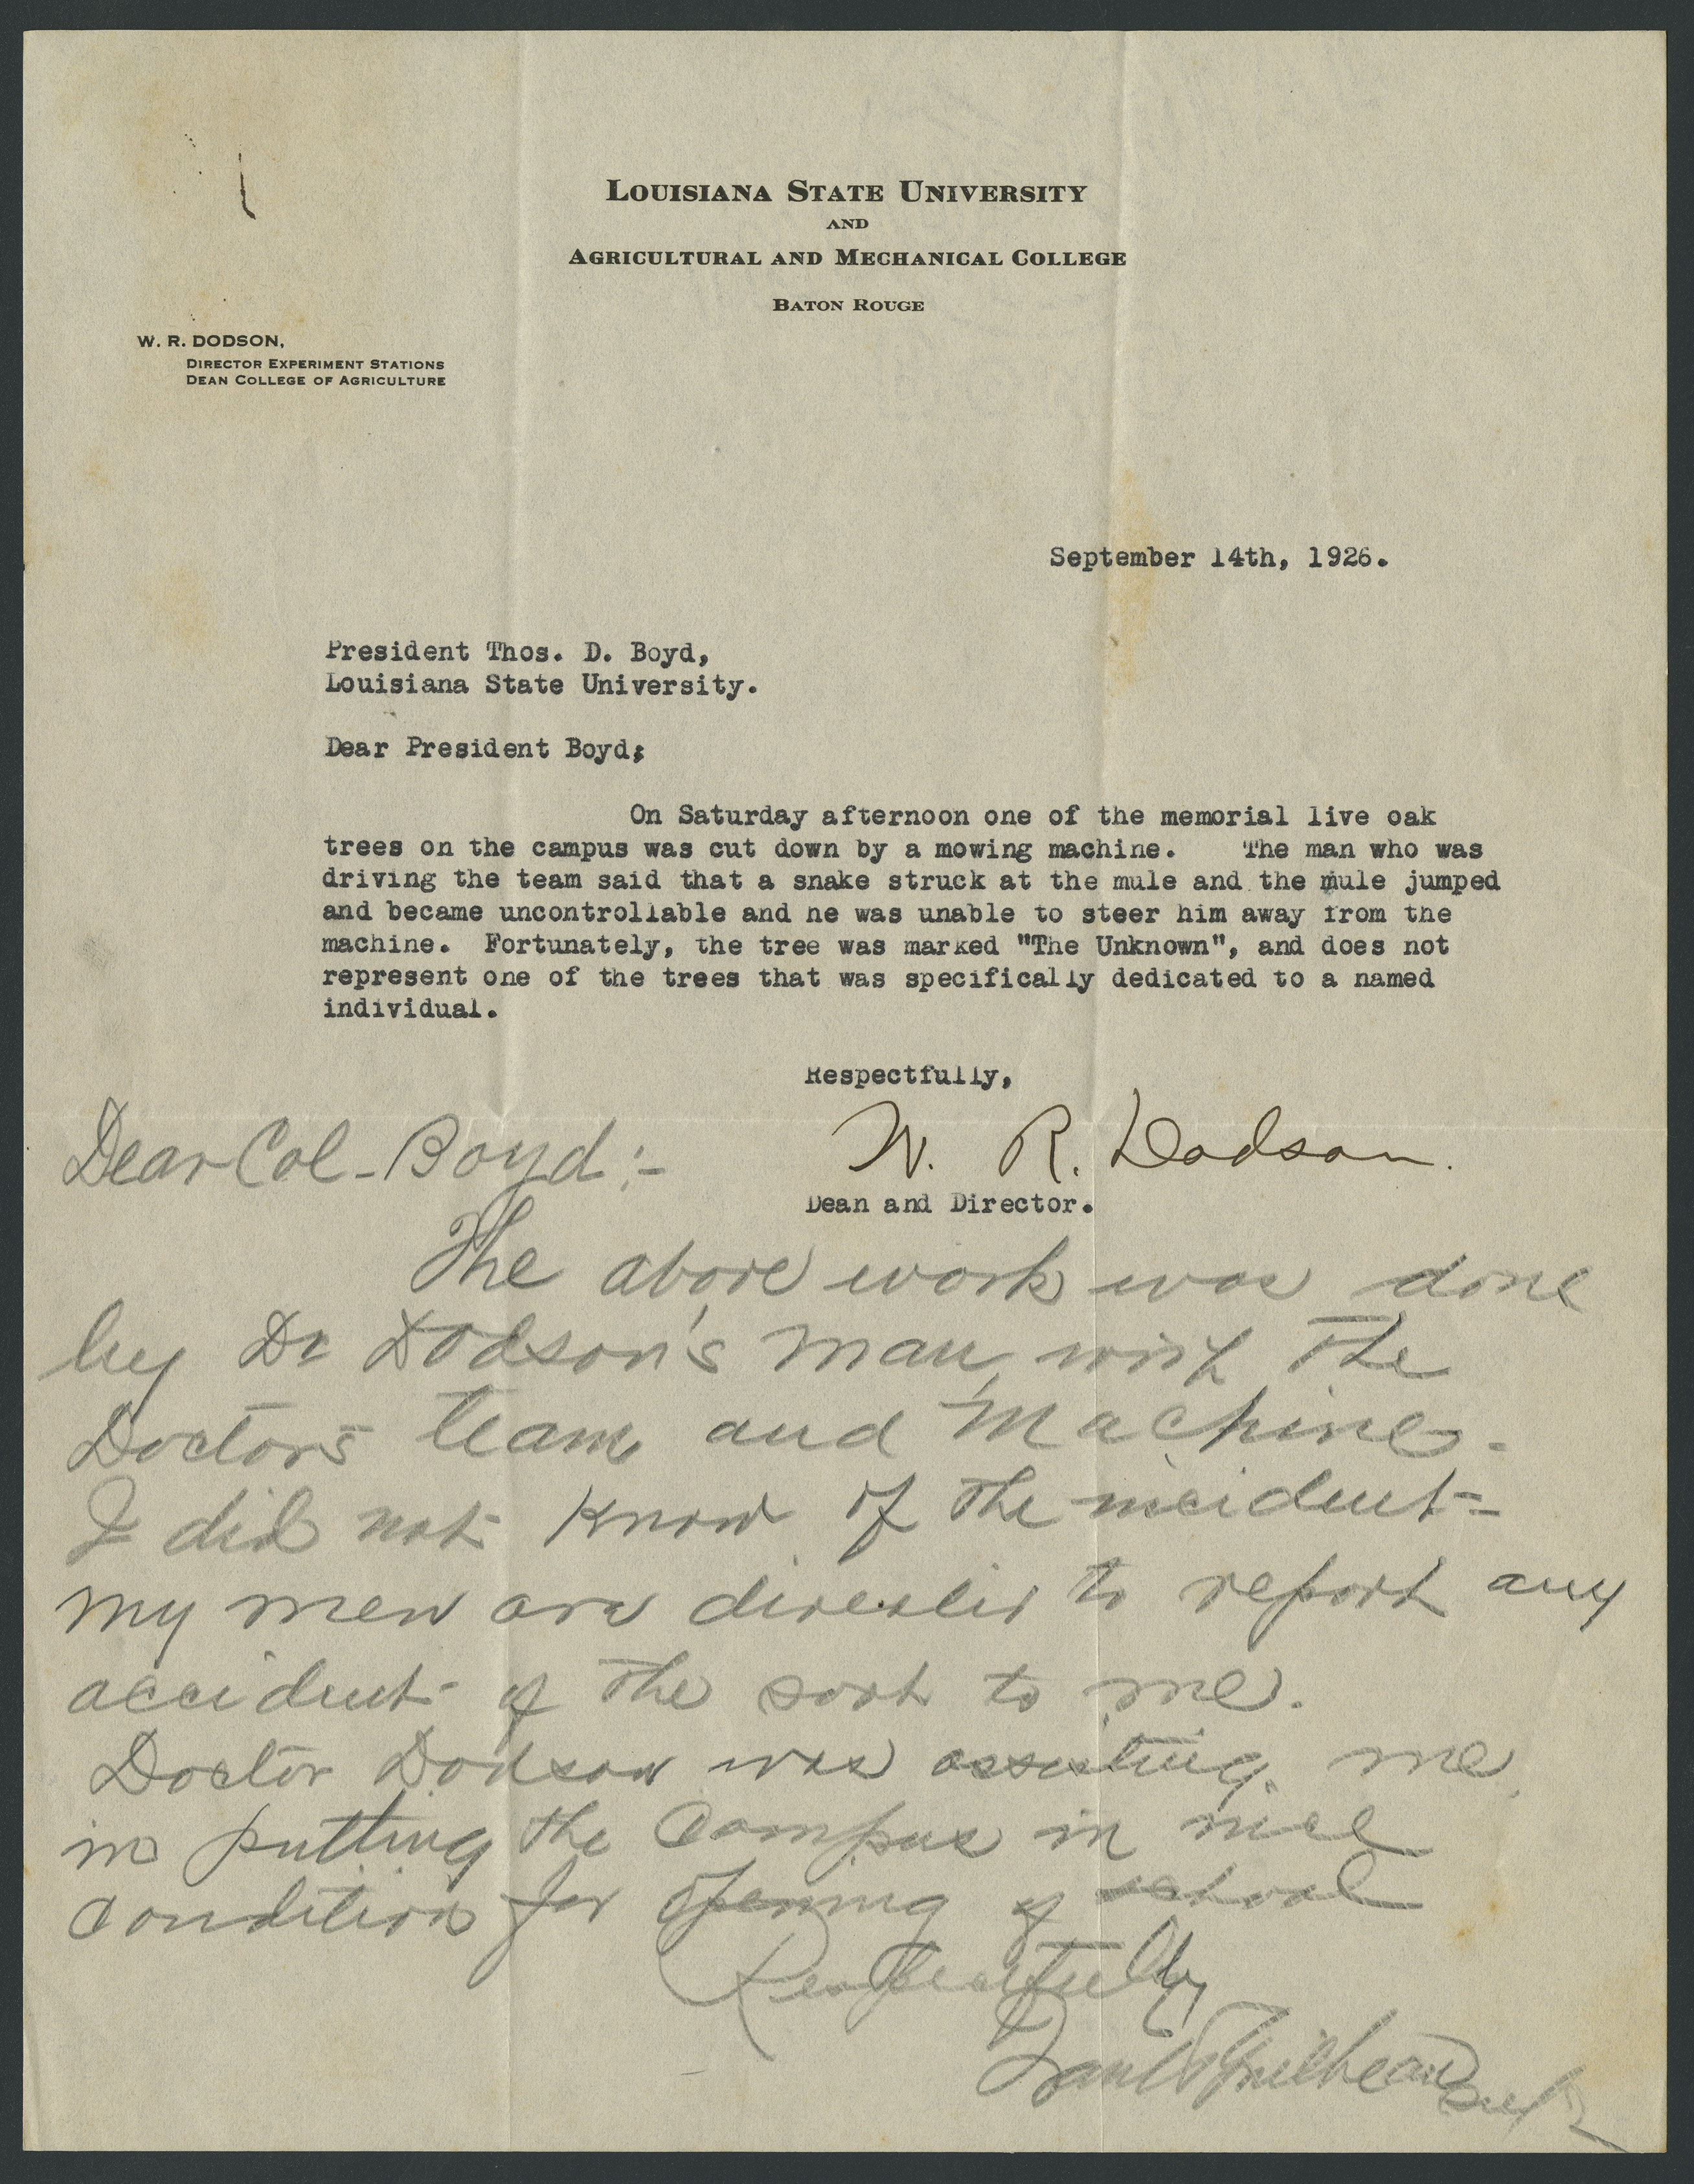 LOUISIANA STATE UNIVERSITY
AND
AGRICULTURAL AND MECHANICAL COLLEGE
BATON ROUGE
W. R. DODSON,
DIRECTOR EXPERIMENT STATIONS
DEAN COLLEGE OF AGRICULTURE
September 14th, 1926.
President Thos. D. Boyd,
Louisiana State University.
Dear President Boyd;
On Saturday afternoon one of the memorial live oak
trees on the campus was cut down by a mowing machine. The man who was
driving the team said that a snake struck at the mule and the mule jumped
and became uncontrollable and he was unable to steer him away from the
machine. Fortunately, the tree was marked "The Unknown", and does not
represent one of the trees that was specifically dedicated to a named
individual.
Respectfully,
W. R. Dodson.
Dean and Director.
Dear Col- Boyd:-
The above work was done
by Dr Dodson's man, with the
Doctors team and Machine.
I did not know of the incident-
my men are directed to report any
accident of the sort to me.
Doctor Dodson was assisting me
in putting the Campus in nice
condition for opening of school
Respectfully
Supt